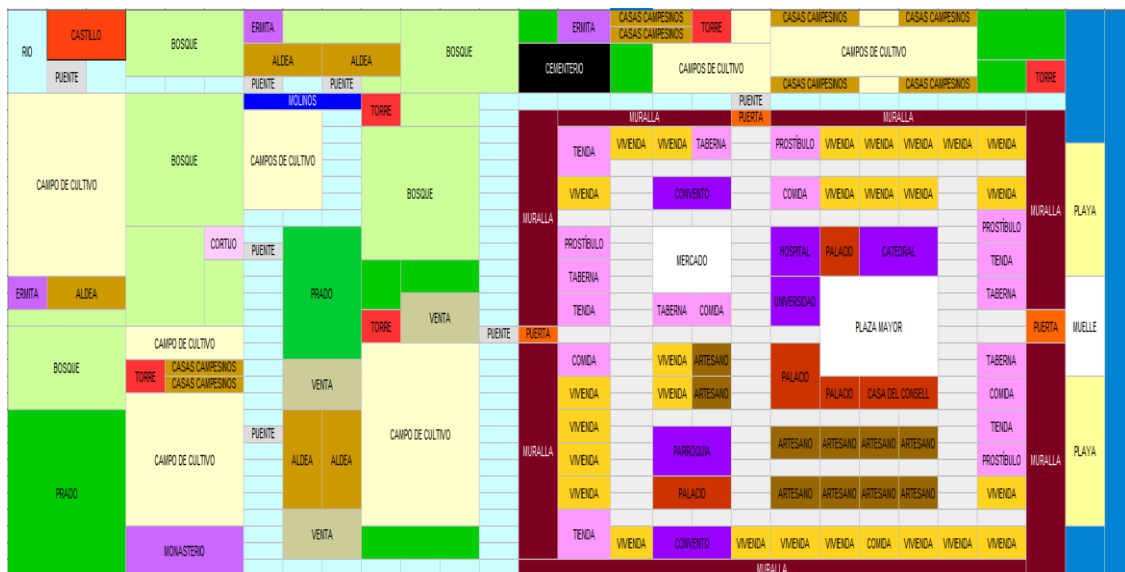 RIO
CASTILLO
PUENTE
BOSQUE
ERMITA
ALDEA ALDEA
PUENTE PUENTE
BOSQUE
CEMENTERIO
ERMITA
CASAS CAMPESINOS
CASAS CAMPESINOS
TORRE
CAMPOS DE CULTIVO
CASAS CAMPESINOS CASAS CAMPESINOS
CAMPOS DE CULTIVO
CASAS CAMPESINOS CASAS CAMPESINOS
TORRE
CAMPO DE CULTIVO
BOSQUE
MOLINOS
CAMPOS DE CULTIVO
TORRE
BOSQUE
CORTIJO
PUENTE
PRADO
ERMITA ALDEA
TORRE
VENTA
PUENTE
BOSQUE
CAMPO DE CULTIVO
TORRE
CASAS CAMPESINOS
CASAS CAMPESINOS
VENTA
CAMPO DE CULTIVO
CAMPO DE CULTIVO
PUENTE
ALDEA ALDEA
PRADO
MONASTERIO
VENTA
PUENTE
MURALLA PUERTA MURALLA
TIENDA VIVIENDA VIVIENDA TABERNA PROSTÍBULO VIVIENDA VIVIENDA VIVIENDA VIVIENDA VIVIENDA
VIVIENDA CONVENTO COMIDA VIVIENDA VIVIENDA VIVIENDA VIVIENDA
MURALLA MURALLA PLAYA
PROSTÍBULO
PROSTÍBULO MERCADO HOSPITAL PALACIO CATEDRAL TIENDA
TABERNA UNIVERSIDAD TABERNA
TIENDA TABERNA COMIDA PLAZA MAYOR
PUERTA PUERTA MUELLE
COMIDA VIVIENDA ARTESANO PALACIO TABERNA
VIVIENDA VIVIENDA ARTESANO PALACIO CASA DEL CONSELL COMIDA
VIVIENDA TIENDA
MURALLA PARROQUIA ARTESANO ARTESANO ARTESANO ARTESANO MURALLA PLAYA
VIVIENDA PROSTÍBULO
VIVIENDA PALACIO ARTESANO ARTESANO ARTESANO ARTESANO VIVIENDA
TIENDA VIVIENDA CONVENTO VIVIENDA VIVIENDA VIVIENDA COMIDA VIVIENDA VIVIENDA VIVIENDA
MURALLA